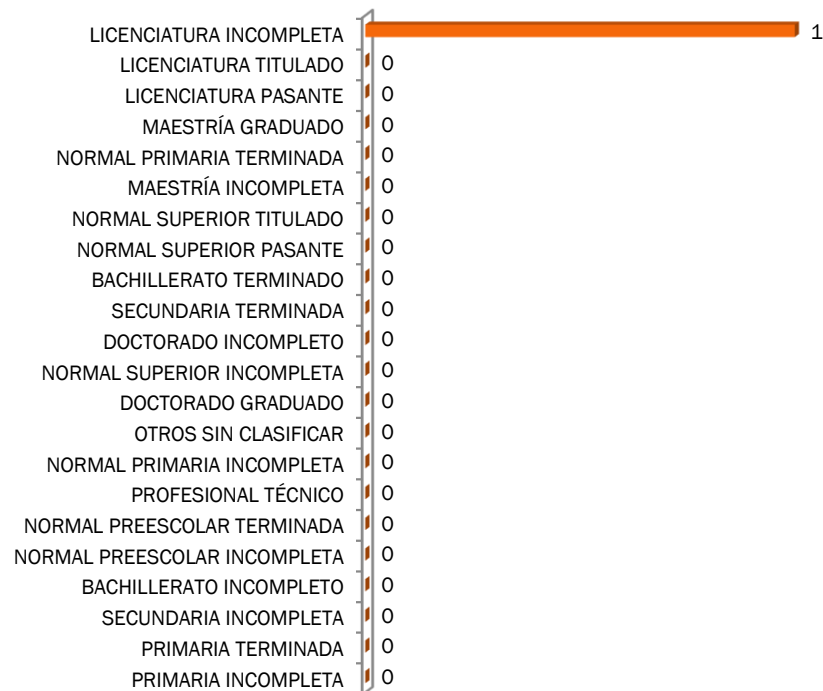 LICENCIATURA INCOMPLETA 1
LICENCIATURA TITULADO 0
LICENCIATURA PASANTE 0
MAESTRÍA GRADUADO 0
NORMAL PRIMARIA TERMINADA 0
MAESTRÍA INCOMPLETA 0
NORMAL SUPERIOR TITULADO 0
NORMAL SUPERIOR PASANTE 0
BACHILLERATO TERMINADO 0
SECUNDARIA TERMINADA 0
DOCTORADO INCOMPLETO 0
NORMAL SUPERIOR INCOMPLETA 0
DOCTORADO GRADUADO 0
OTROS SIN CLASIFICAR 0
NORMAL PRIMARIA INCOMPLETA 0
PROFESIONAL TÉCNICO 0
NORMAL PREESCOLAR TERMINADA 0
NORMAL PREESCOLAR INCOMPLETA 0
BACHILLERATO INCOMPLETO 0
SECUNDARIA INCOMPLETA 0
PRIMARIA TERMINADA 0
PRIMARIA INCOMPLETA 0